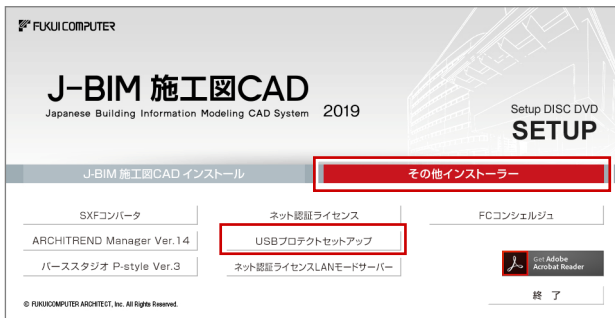 FUKUI COMPUTER
J-BIM 施工図CAD
Japanese Building Information Modeling CAD System 2019
Setup DISC DVD
SETUP
J-BIM 施工図CAD インストール
その他インストーラー
SXFコンバータ
ネット認証ライセンス
FCコンシェルジュ
ARCHITREND Manager Ver.14
USBプロテクトセットアップ
パーススタジオ P-style Ver.3
ネット認証ライセンスLANモードサーバー
Get Adobe
Acrobat Reader
終 了
© FUKUICOMPUTER ARCHITECT, Inc. All Rights Reserved.